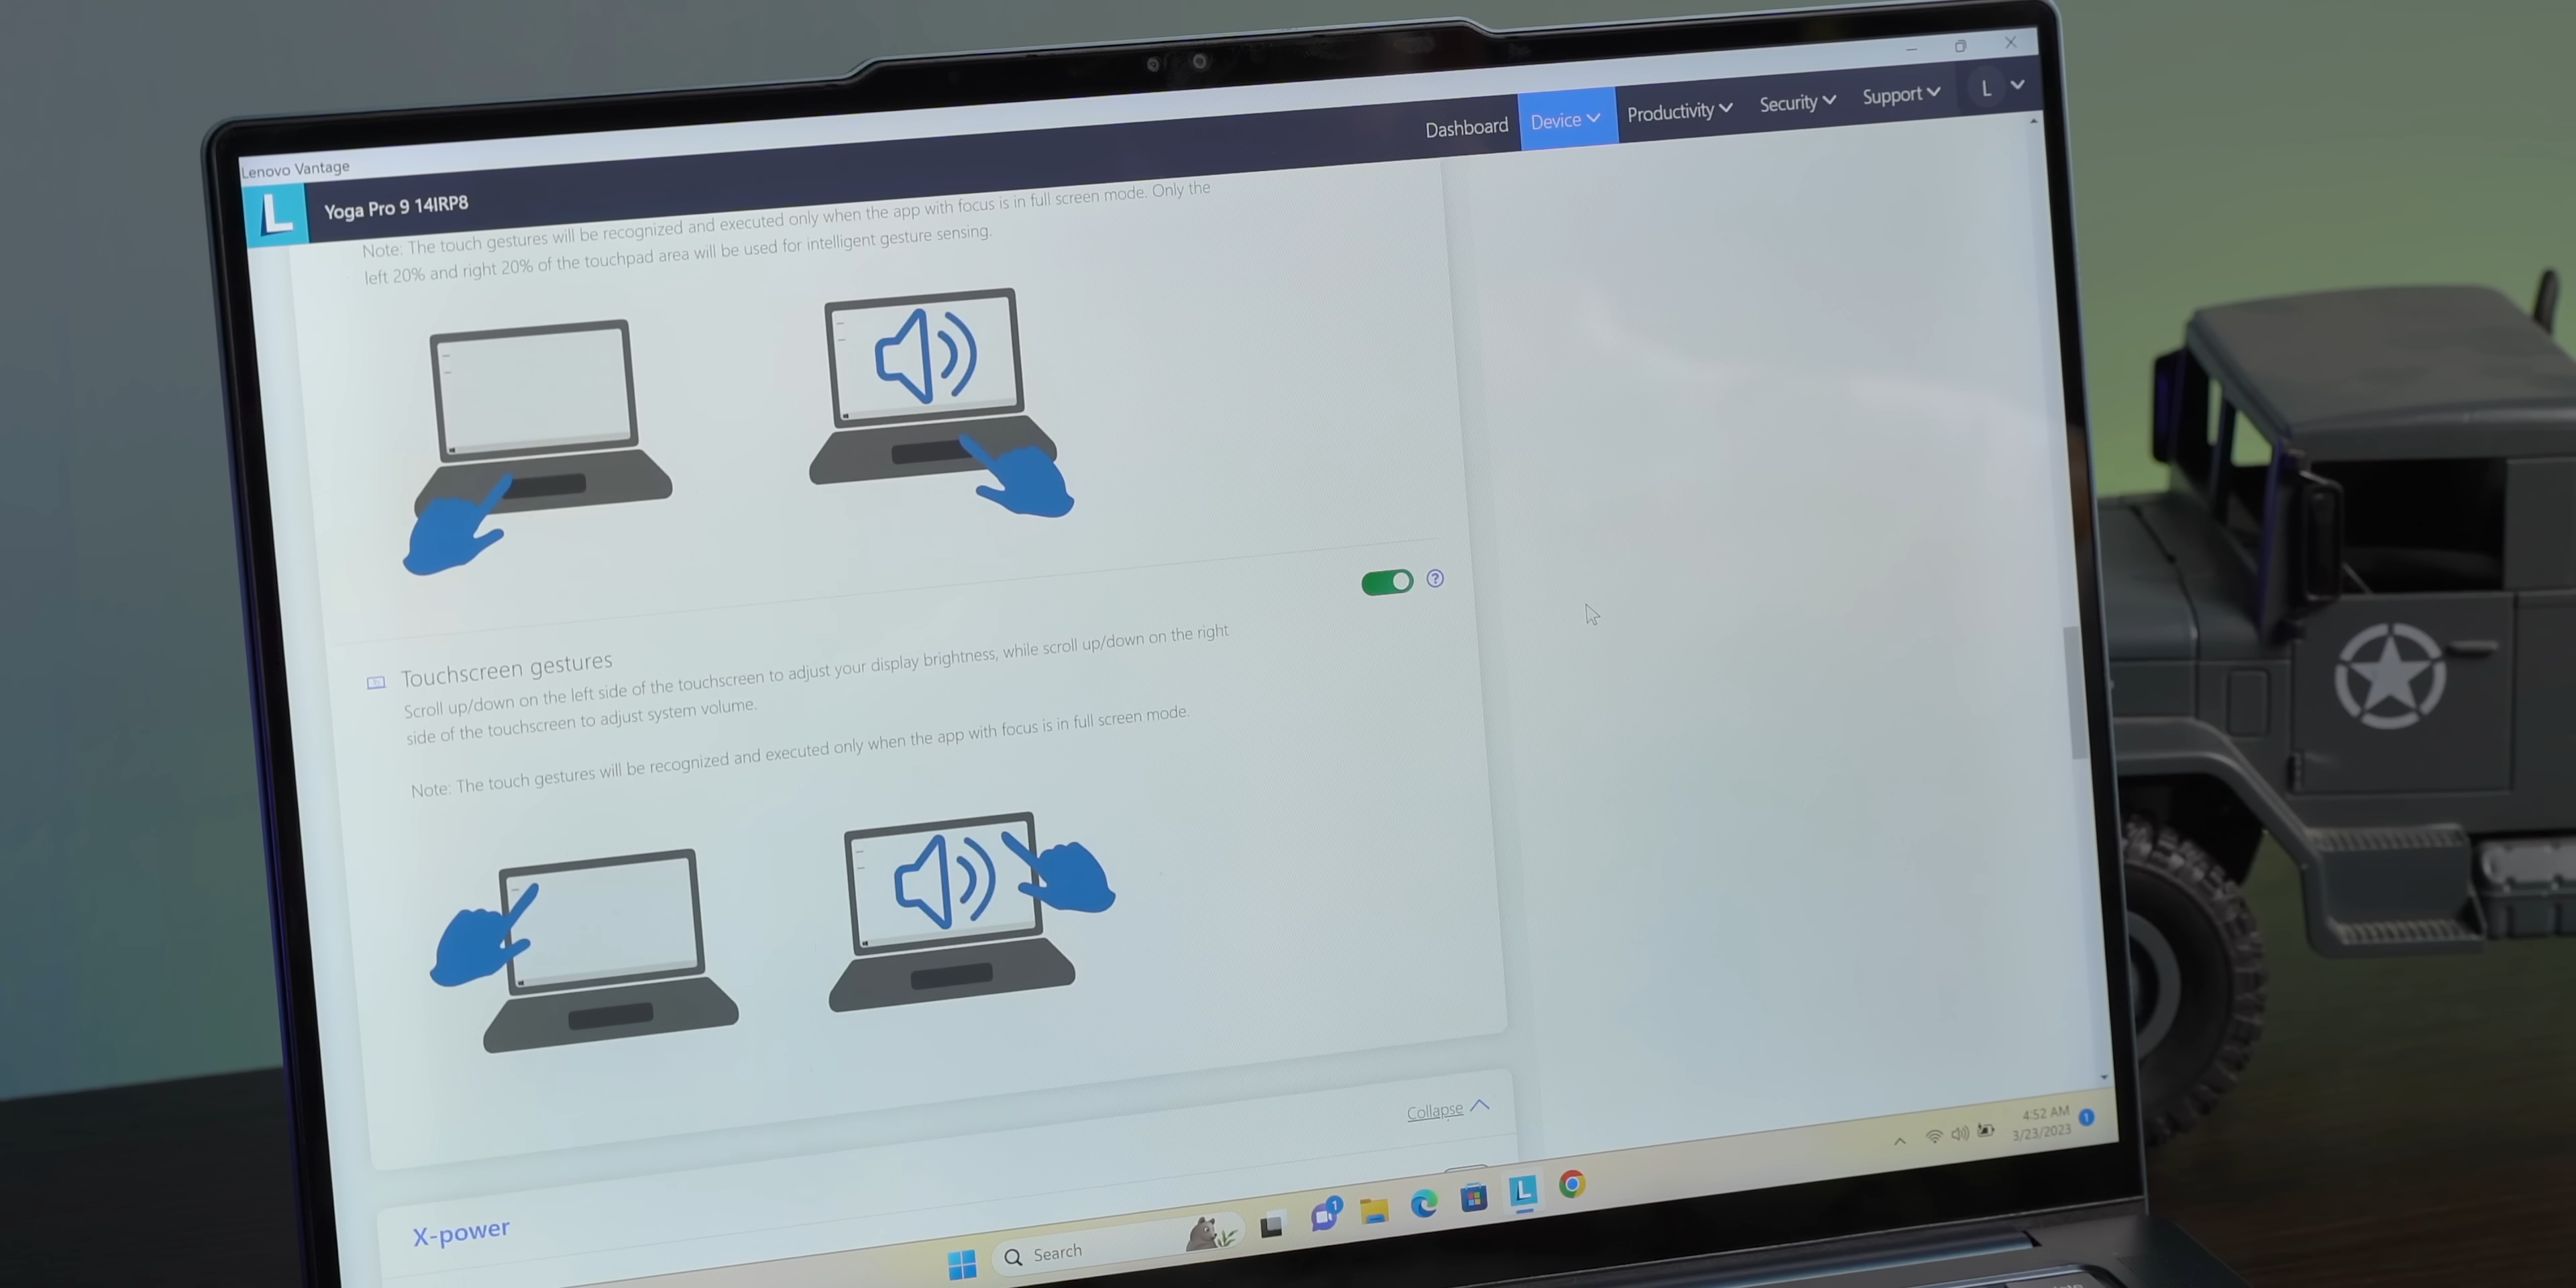 Lenovo Vantage
L
Yoga Pro 9 14IRP8
Dashboard
Device
Productivity
Security
Support
L
Note: The touch gestures will be recognized and executed only when the app with focus is in full screen mode. Only the
left 20% and right 20% of the touchpad area will be used for intelligent gesture sensing.
?
Touchscreen gestures
Scroll up/down on the left side of the touchscreen to adjust your display brightness, while scroll up/down on the right
side of the touchscreen to adjust system volume.
Note: The touch gestures will be recognized and executed only when the app with focus is in full screen mode.
Collapse
X-power
Search
1
L
4:52 AM
3/23/2023
1